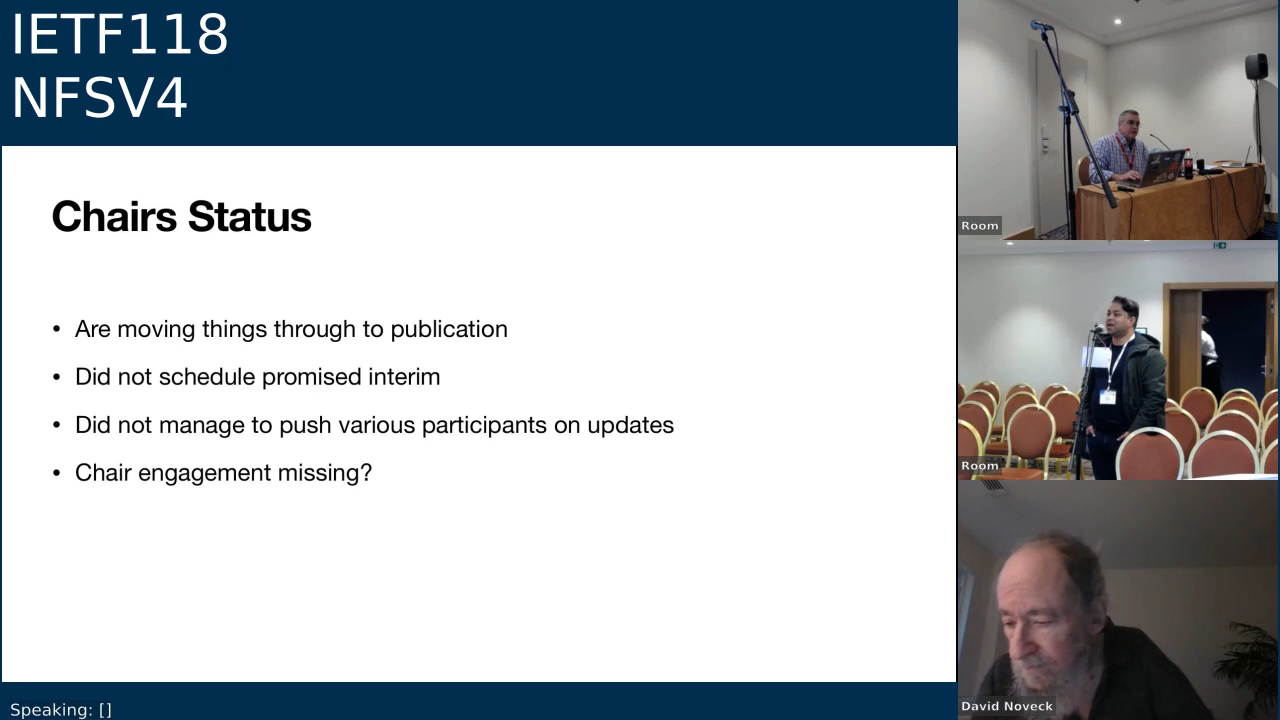 IETF118
NFSV4
Chairs Status
• Are moving things through to publication
• Did not schedule promised interim
• Did not manage to push various participants on updates
• Chair engagement missing?
Speaking: []
Room
Room
David Noveck